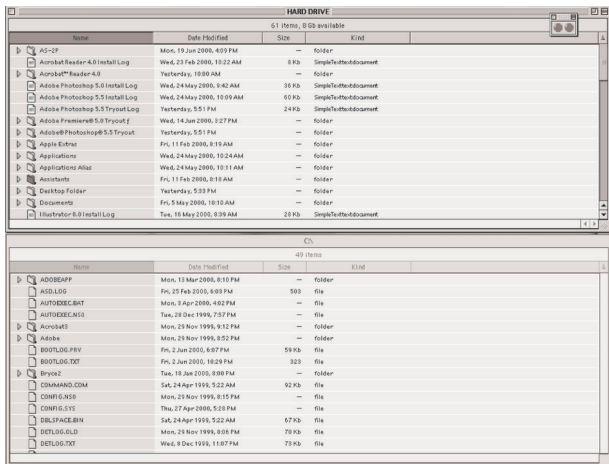 HARD DRIVE
61 items, 8 Gb available
Name Date Modified Size Kind
AS-2P Mon, 19 Jun 2000, 4:09 PM — folder
Acrobat Reader 4.0 Install Log Wed, 23 Feb 2000, 10:22 AM 8 Kb SimpleTexttextdocument
Acrobat™ Reader 4.0 Yesterday, 10:00 AM — folder
Adobe Photoshop 5.0 Install Log Wed, 24 May 2000, 9:42 AM 36 Kb SimpleTexttextdocument
Adobe Photoshop 5.5 Install Log Wed, 24 May 2000, 10:09 AM 60 Kb SimpleTexttextdocument
Adobe Photoshop 5.5 Tryout Log Yesterday, 5:51 PM 24 Kb SimpleTexttextdocument
Adobe Premiere® 5.0 Tryout ƒ Wed, 14 Jun 2000, 3:27 PM — folder
Adobe® Photoshop® 5.5 Tryout Yesterday, 5:51 PM — folder
Apple Extras Fri, 11 Feb 2000, 8:19 AM — folder
Applications Wed, 24 May 2000, 10:24 AM — folder
Applications Alias Wed, 24 May 2000, 10:11 AM — folder
Assistants Fri, 11 Feb 2000, 8:18 AM — folder
Desktop Folder Yesterday, 5:33 PM — folder
Documents Fri, 5 May 2000, 10:10 AM — folder
Illustrator 8.0 Install Log Tue, 16 May 2000, 8:39 AM 28 Kb SimpleTexttextdocument
C:\
49 items
Name Date Modified Size Kind
ADOBEAPP Mon, 13 Mar 2000, 8:10 PM — folder
ASD.LOG Fri, 25 Feb 2000, 6:03 PM 503 file
AUTOEXEC.BAT Mon, 3 Apr 2000, 4:02 PM — file
AUTOEXEC.NS0 Tue, 28 Dec 1999, 7:57 PM — file
Acrobat3 Mon, 29 Nov 1999, 9:12 PM — folder
Adobe Mon, 29 Nov 1999, 8:52 PM — folder
BOOTLOG.PRV Fri, 2 Jun 2000, 6:07 PM 59 Kb file
BOOTLOG.TXT Fri, 2 Jun 2000, 10:29 PM 323 file
Bryce2 Tue, 18 Jan 2000, 8:00 PM — folder
COMMAND.COM Sat, 24 Apr 1999, 5:22 AM 92 Kb file
CONFIG.NS0 Mon, 29 Nov 1999, 8:15 PM — file
CONFIG.SYS Thu, 27 Apr 2000, 5:28 PM — file
DBLSPACE.BIN Sat, 24 Apr 1999, 5:22 AM 67 Kb file
DETLOG.OLD Mon, 29 Nov 1999, 8:06 PM 78 Kb file
DETLOG.TXT Wed, 8 Dec 1999, 11:07 PM 73 Kb file